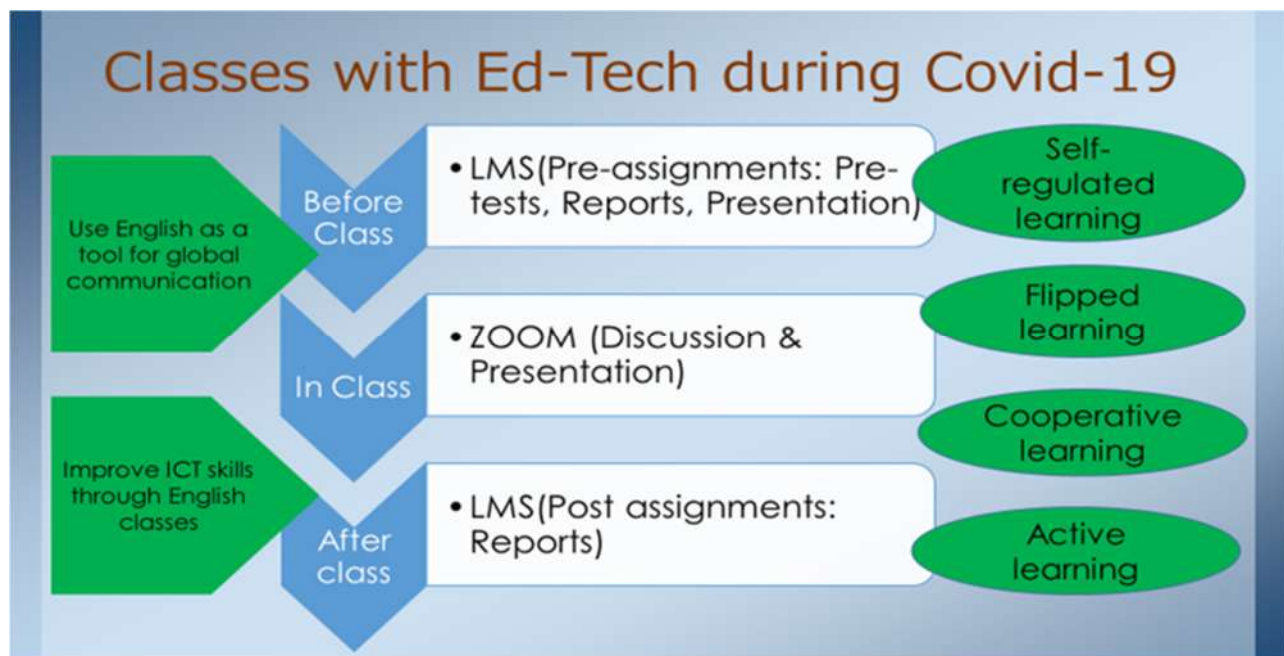 Classes with Ed-Tech during Covid-19
Use English as a
tool for global
communication
Improve ICT skills
through English
classes
Before
Class
• LMS(Pre-assignments: Pre-
tests, Reports, Presentation)
In Class
• ZOOM (Discussion &
Presentation)
After
class
• LMS(Post assignments:
Reports)
Self-
regulated
learning
Flipped
learning
Cooperative
learning
Active
learning